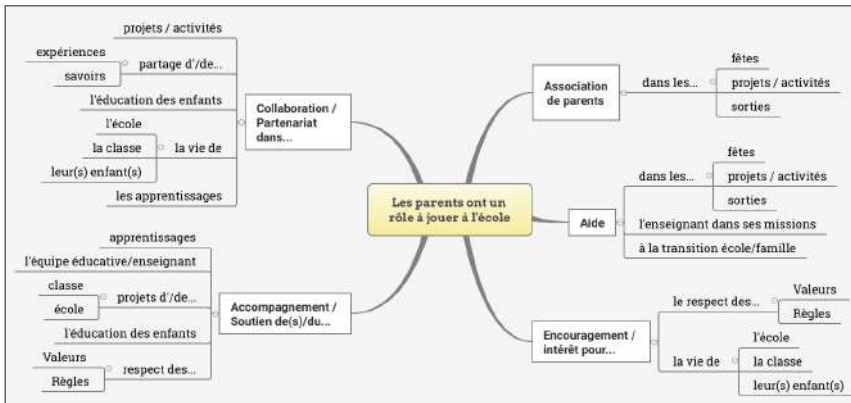 Les parents ont un
rôle à jouer à l'école
Collaboration /
Partenariat
dans...
projets / activités
partage d'/de...
expériences
savoirs
l'éducation des enfants
la vie de
l'école
la classe
leur(s) enfant(s)
les apprentissages
Accompagnement /
Soutien de(s)/du...
apprentissages
l'équipe éducative/enseignant
projets d'/de...
classe
école
l'éducation des enfants
respect des...
Valeurs
Règles
Association
de parents
dans les...
fêtes
projets / activités
sorties
Aide
dans les...
fêtes
projets / activités
sorties
l'enseignant dans ses missions
à la transition école/famille
Encouragement /
intérêt pour...
le respect des...
Valeurs
Règles
la vie de
l'école
la classe
leur(s) enfant(s)